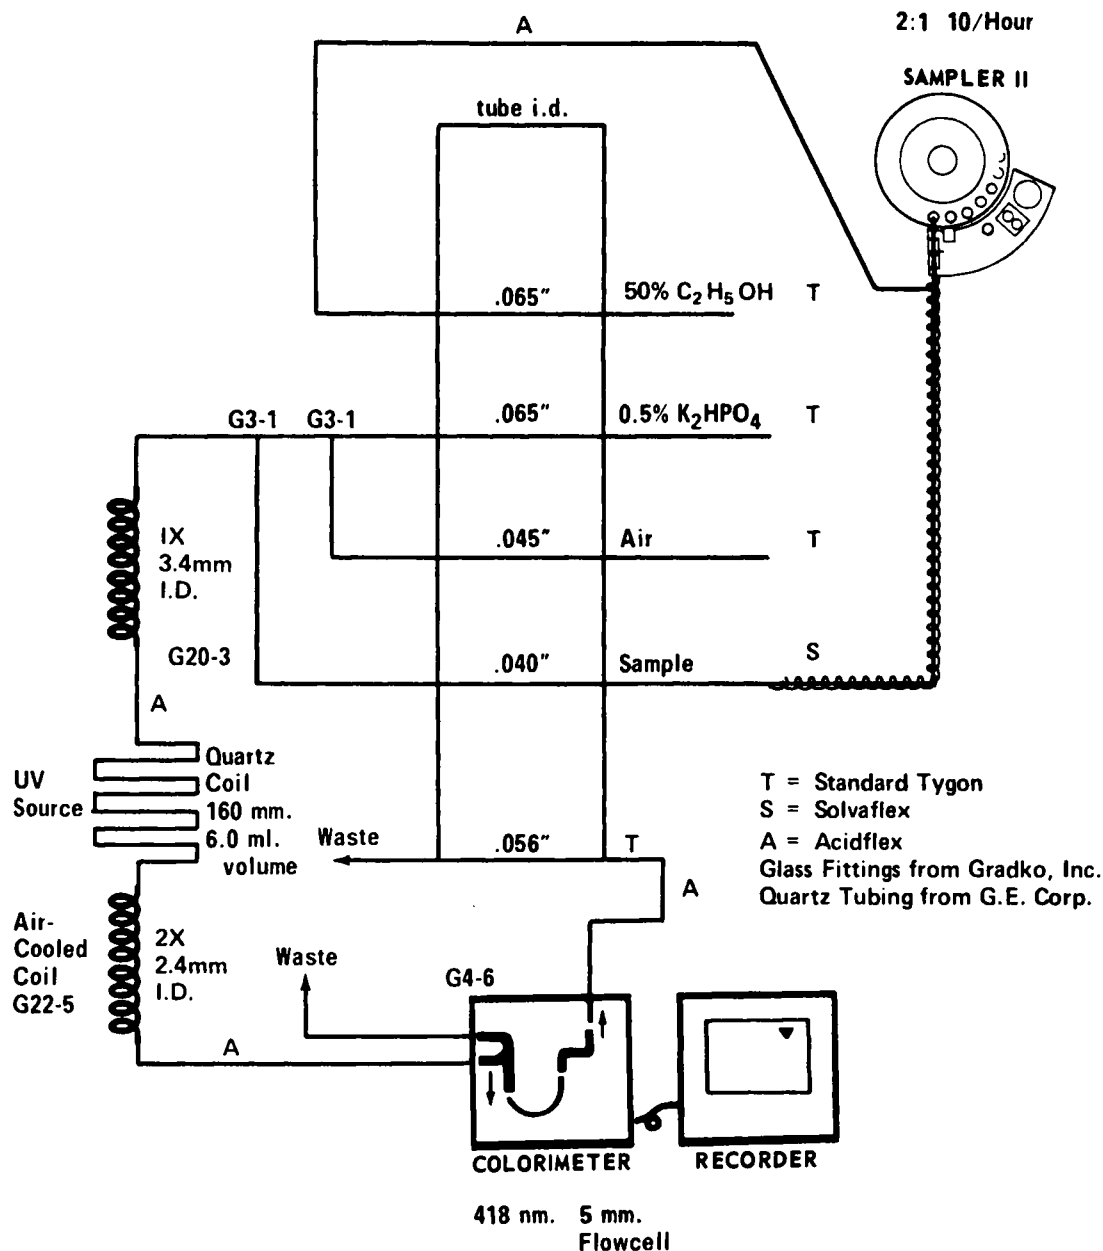 A
2:1 10/Hour
SAMPLER II
tube i.d.
.065" 50% C₂H₅OH T
G3-1 G3-1 .065" 0.5% K₂HPO₄ T
IX
3.4mm
I.D.
.045" Air T
G20-3
.040" Sample S
A
UV
Source
Quartz
Coil
160 mm.
6.0 ml.
volume
T = Standard Tygon
S = Solvaflex
A = Acidflex
Glass Fittings from Gradko, Inc.
Quartz Tubing from G.E. Corp.
Waste .056" T
A
Air-
Cooled
Coil
G22-5
2X
2.4mm
I.D.
Waste
G4-6
A
COLORIMETER
RECORDER
418 nm. 5 mm.
Flowcell